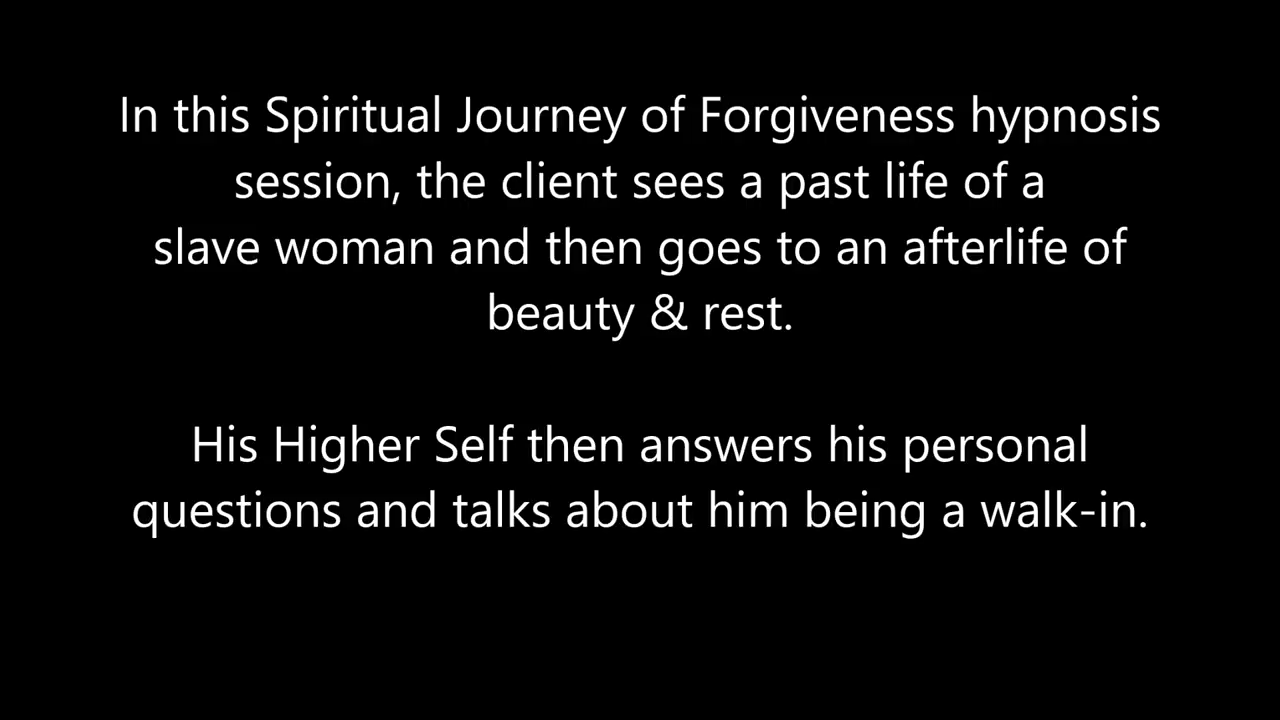 In this Spiritual Journey of Forgiveness hypnosis
session, the client sees a past life of a
slave woman and then goes to an afterlife of
beauty & rest.
His Higher Self then answers his personal
questions and talks about him being a walk-in.